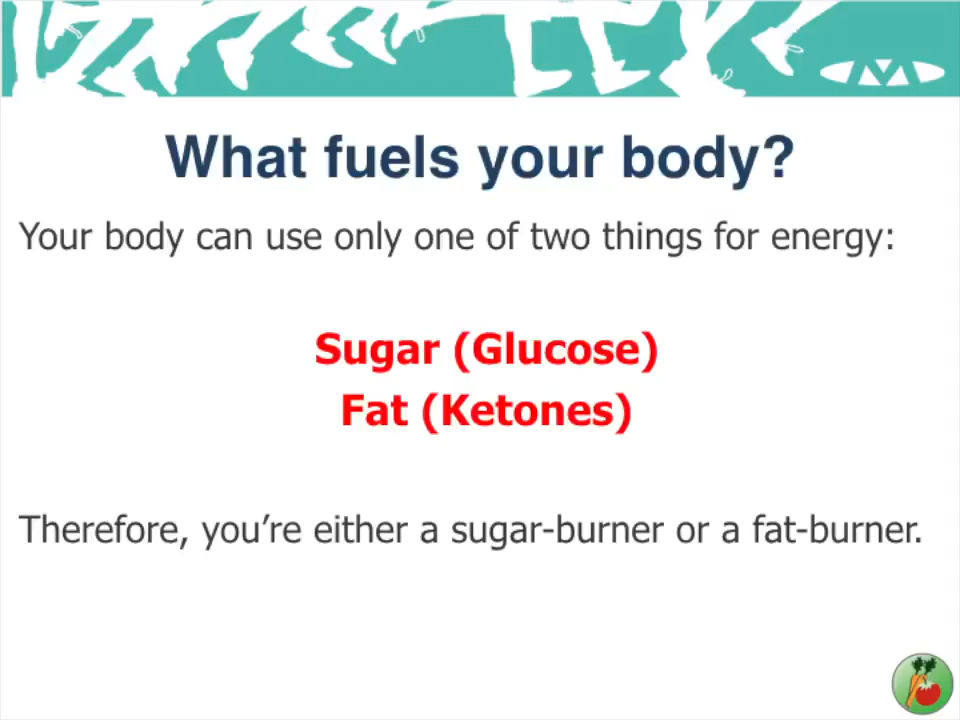 What fuels your body?
Your body can use only one of two things for energy:
Sugar (Glucose)
Fat (Ketones)
Therefore, you’re either a sugar-burner or a fat-burner.